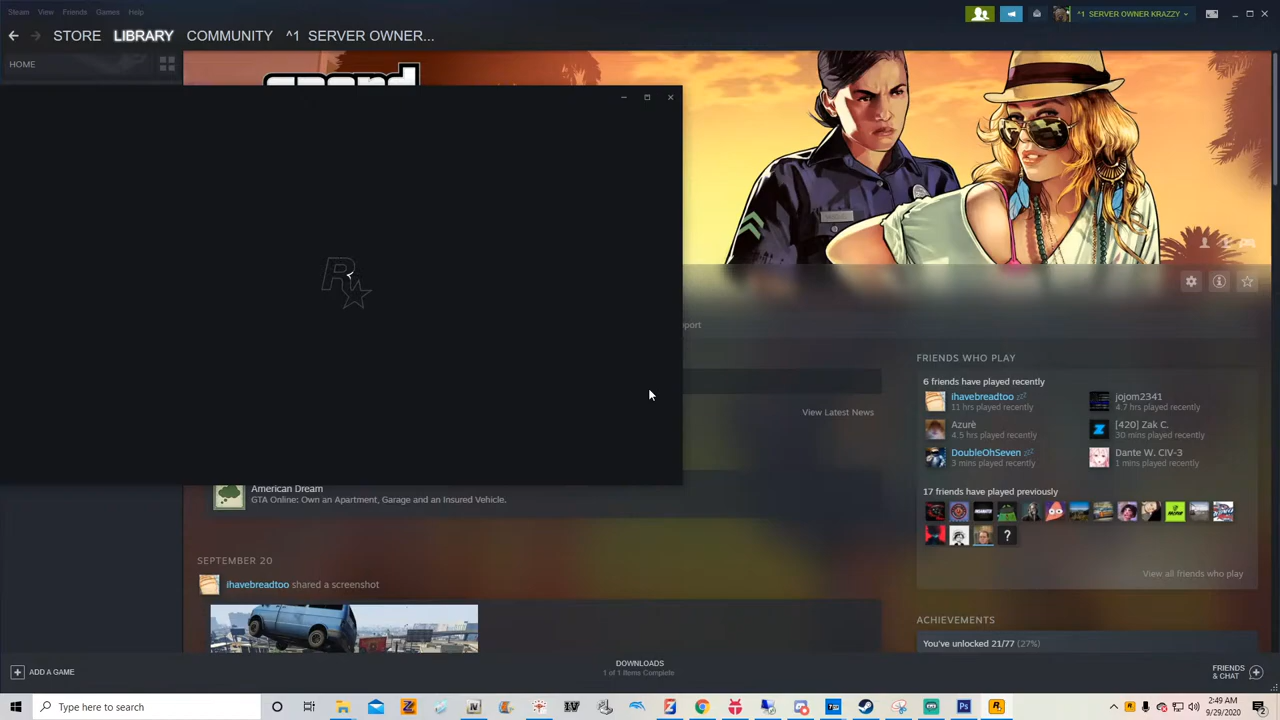 Steam View Friends Games Help
^1 SERVER OWNER KRAZZY
STORE LIBRARY COMMUNITY ^1 SERVER OWNER...
HOME
grand
port
FRIENDS WHO PLAY
6 friends have played recently
ihavebreadtoo zz
11 hrs played recently
jojom2341
4.7 hrs played recently
View Latest News
Azurè
4.5 hrs played recently
[420] Zak C.
30 mins played recently
DoubleOhSeven zz
3 mins played recently
Dante W. CIV-3
1 mins played recently
American Dream
GTA Online: Own an Apartment, Garage and an Insured Vehicle.
17 friends have played previously
?
SEPTEMBER 20
View all friends who play
ihavebreadtoo shared a screenshot
ACHIEVEMENTS
You've unlocked 21/77 (27%)
ADD A GAME
DOWNLOADS
1 of 1 Items Complete
FRIENDS
& CHAT
Type here to search
2:49 AM
9/29/2020